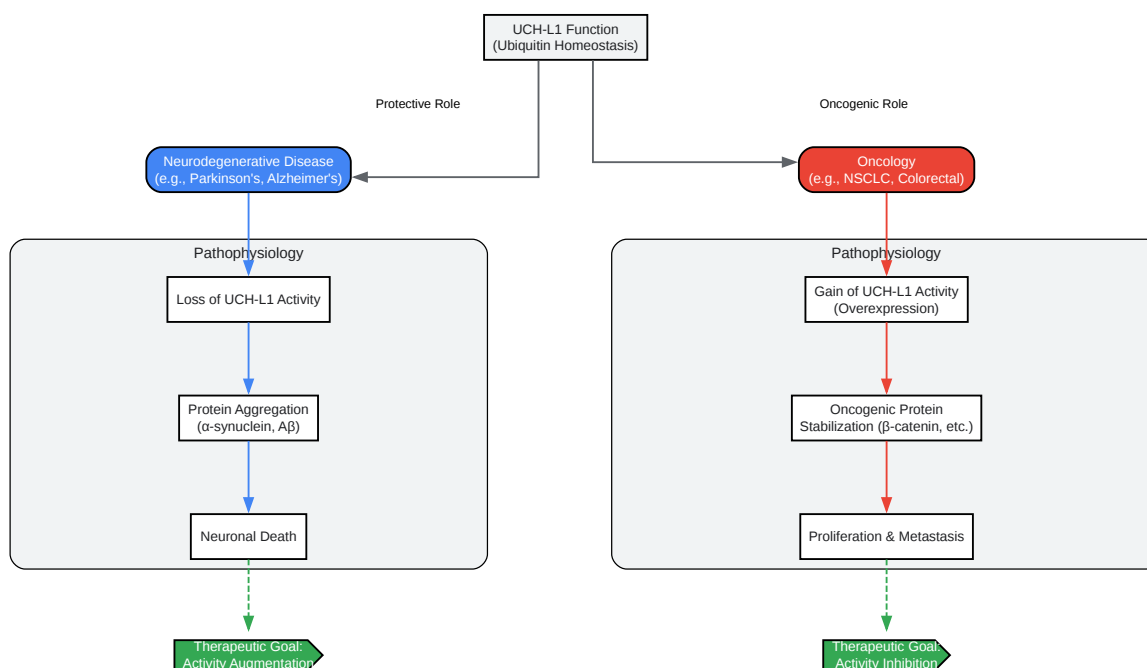 UCH-L1 Function
(Ubiquitin Homeostasis)
Protective Role
Oncogenic Role
Neurodegenerative Disease
(e.g., Parkinson's, Alzheimer's)
Oncology
(e.g., NSCLC, Colorectal)
Pathophysiology
Loss of UCH-L1 Activity
Protein Aggregation
(α-synuclein, Aβ)
Neuronal Death
Therapeutic Goal:
Activity Augmentation
Pathophysiology
Gain of UCH-L1 Activity
(Overexpression)
Oncogenic Protein
Stabilization (β-catenin, etc.)
Proliferation & Metastasis
Therapeutic Goal:
Activity Inhibition